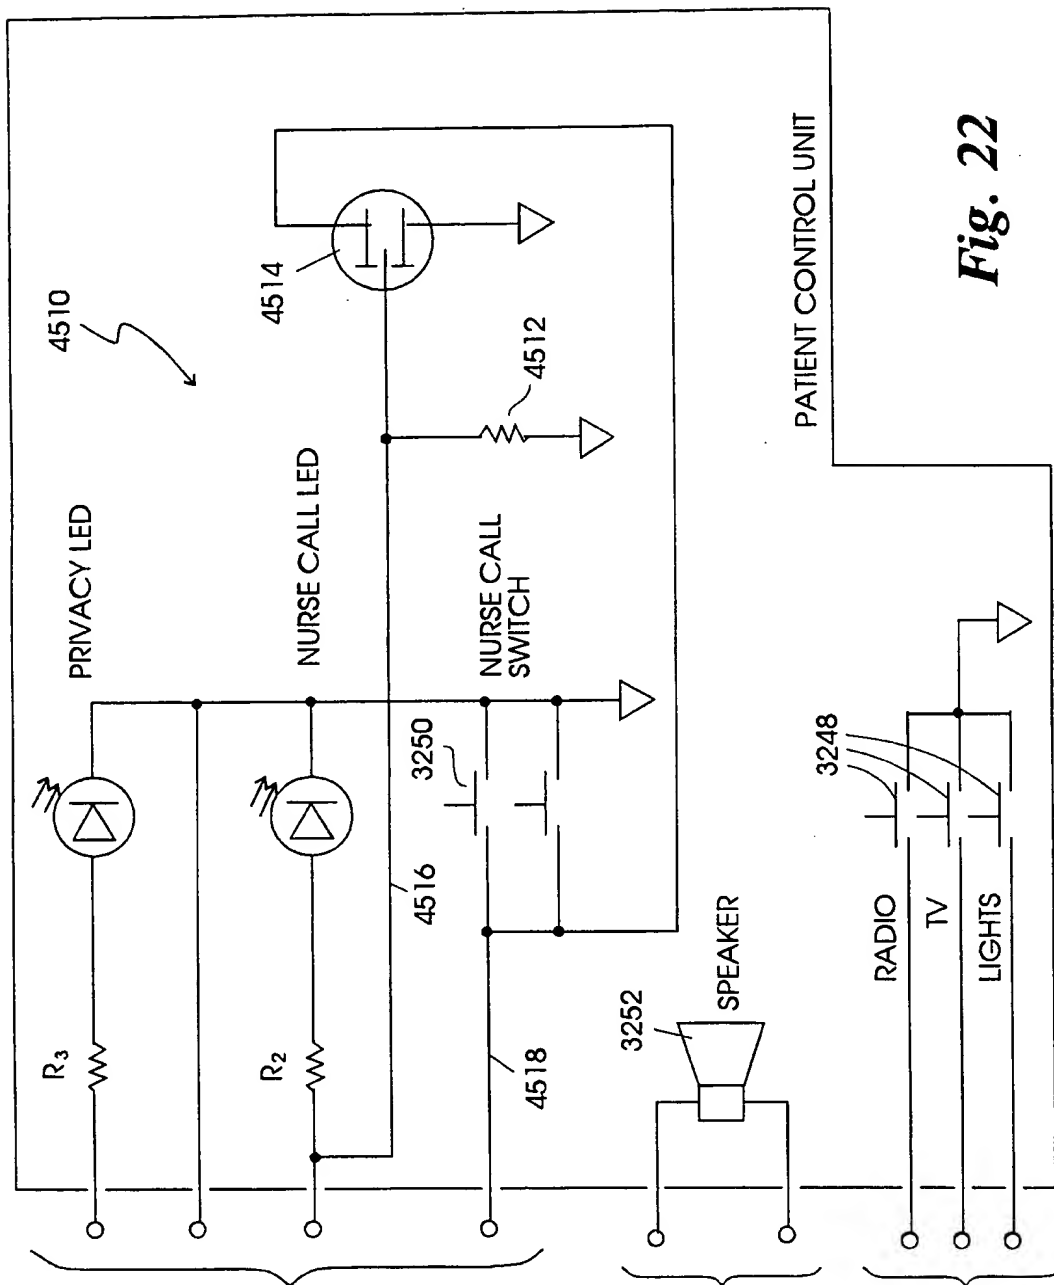 4510
PRIVACY LED
4514
R3
NURSE CALL LED
4512
R2
4516
3250
NURSE CALL
SWITCH
4518
PATIENT CONTROL UNIT
3252
SPEAKER
3248
RADIO
TV
LIGHTS
Fig. 22